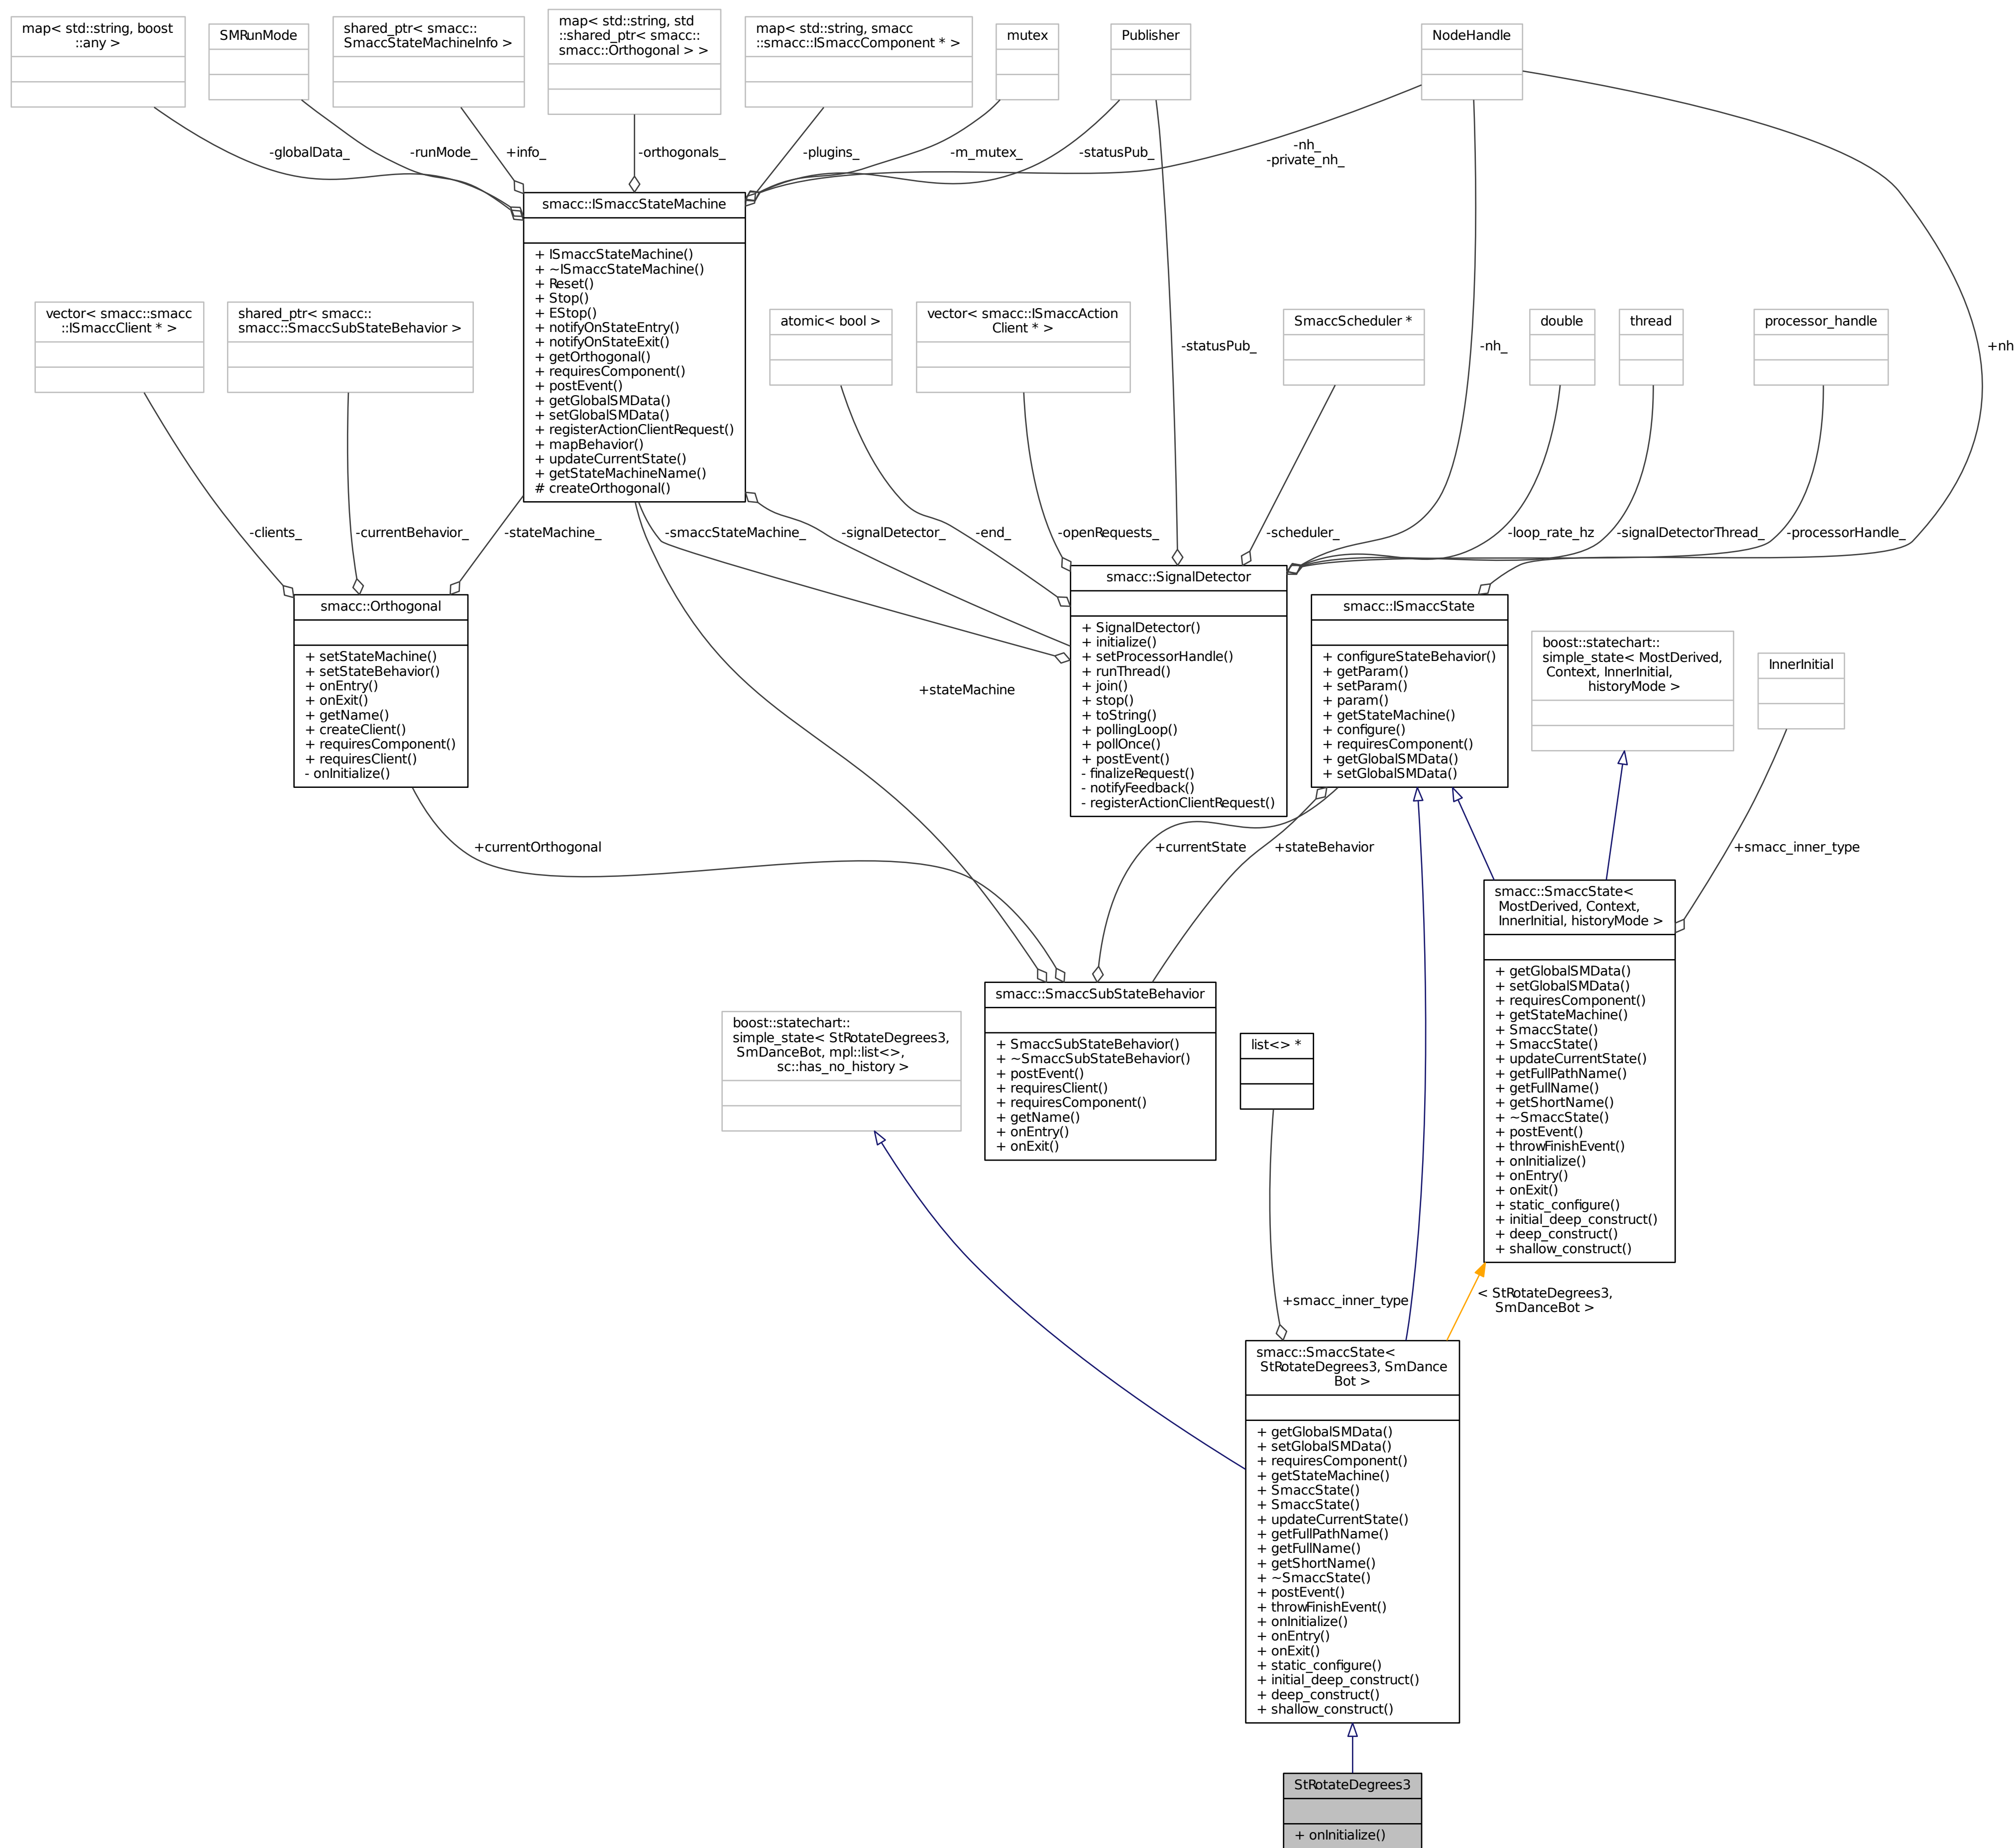 map< std::string, boost
::any >
SMRunMode
shared_ptr< smacc::
SmaccStateMachineInfo >
map< std::string, std
::shared_ptr< smacc::
smacc::Orthogonal > >
map< std::string, smacc
::smacc::ISmaccComponent * >
mutex
Publisher
NodeHandle
-globalData_
-runMode_
+info_
-orthogonals_
-plugins_
-m_mutex_
-statusPub_
-nh_
-private_nh_
smacc::ISmaccStateMachine
+ ISmaccStateMachine()
+ ~ISmaccStateMachine()
+ Reset()
+ Stop()
+ EStop()
+ notifyOnStateEntry()
+ notifyOnStateExit()
+ getOrthogonal()
+ requiresComponent()
+ postEvent()
+ getGlobalSMData()
+ setGlobalSMData()
+ registerActionClientRequest()
+ mapBehavior()
+ updateCurrentState()
+ getStateMachineName()
# createOrthogonal()
vector< smacc::smacc
::ISmaccClient * >
shared_ptr< smacc::
smacc::SmaccSubStateBehavior >
atomic< bool >
vector< smacc::ISmaccAction
Client * >
SmaccScheduler *
double
thread
processor_handle
-statusPub_
-nh_
+nh
-clients_
-currentBehavior_
-stateMachine_
-smaccStateMachine_
-signalDetector_
-end_
-openRequests_
-scheduler_
-loop_rate_hz
-signalDetectorThread_
-processorHandle_
smacc::Orthogonal
+ setStateMachine()
+ setStateBehavior()
+ onEntry()
+ onExit()
+ getName()
+ createClient()
+ requiresComponent()
+ requiresClient()
- onInitialize()
+stateMachine
smacc::SignalDetector
+ SignalDetector()
+ initialize()
+ setProcessorHandle()
+ runThread()
+ join()
+ stop()
+ toString()
+ pollingLoop()
+ pollOnce()
+ postEvent()
- finalizeRequest()
- notifyFeedback()
- registerActionClientRequest()
smacc::ISmaccState
+ configureStateBehavior()
+ getParam()
+ setParam()
+ param()
+ getStateMachine()
+ configure()
+ requiresComponent()
+ getGlobalSMData()
+ setGlobalSMData()
boost::statechart::
simple_state< MostDerived,
Context, InnerInitial,
historyMode >
InnerInitial
+currentOrthogonal
+currentState
+stateBehavior
+smacc_inner_type
smacc::SmaccState<
MostDerived, Context,
InnerInitial, historyMode >
+ getGlobalSMData()
+ setGlobalSMData()
+ requiresComponent()
+ getStateMachine()
+ SmaccState()
+ SmaccState()
+ updateCurrentState()
+ getFullPathName()
+ getFullName()
+ getShortName()
+ ~SmaccState()
+ postEvent()
+ throwFinishEvent()
+ onInitialize()
+ onEntry()
+ onExit()
+ static_configure()
+ initial_deep_construct()
+ deep_construct()
+ shallow_construct()
smacc::SmaccSubStateBehavior
+ SmaccSubStateBehavior()
+ ~SmaccSubStateBehavior()
+ postEvent()
+ requiresClient()
+ requiresComponent()
+ getName()
+ onEntry()
+ onExit()
boost::statechart::
simple_state< StRotateDegrees3,
SmDanceBot, mpl::list<>,
sc::has_no_history >
list<> *
+smacc_inner_type
< StRotateDegrees3,
SmDanceBot >
smacc::SmaccState<
StRotateDegrees3, SmDance
Bot >
+ getGlobalSMData()
+ setGlobalSMData()
+ requiresComponent()
+ getStateMachine()
+ SmaccState()
+ SmaccState()
+ updateCurrentState()
+ getFullPathName()
+ getFullName()
+ getShortName()
+ ~SmaccState()
+ postEvent()
+ throwFinishEvent()
+ onInitialize()
+ onEntry()
+ onExit()
+ static_configure()
+ initial_deep_construct()
+ deep_construct()
+ shallow_construct()
StRotateDegrees3
+ onInitialize()